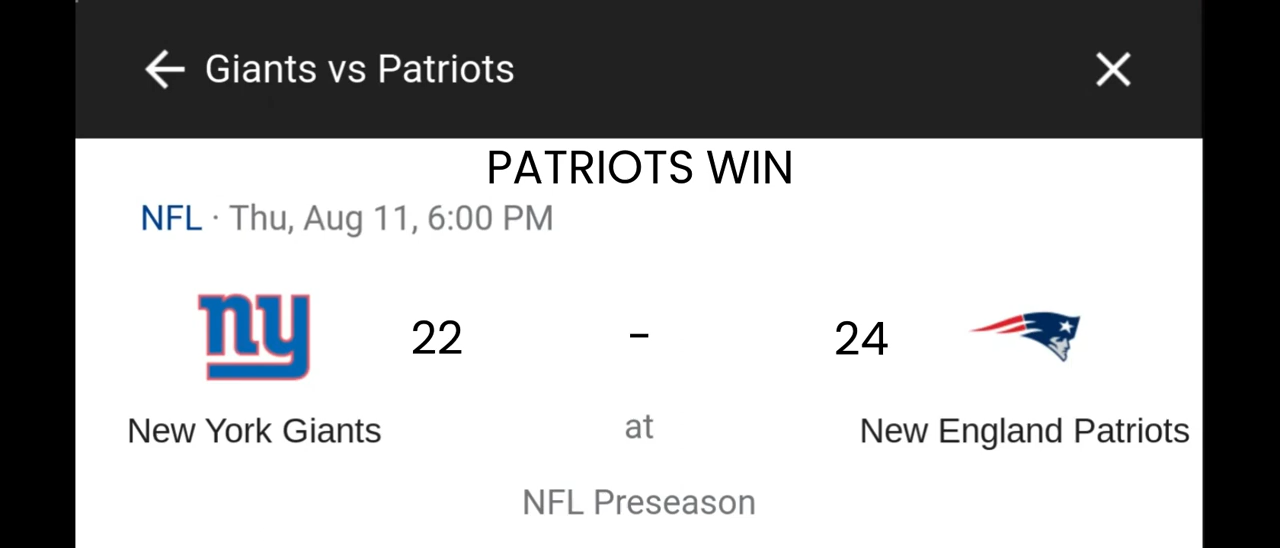 Giants vs Patriots
PATRIOTS WIN
NFL · Thu, Aug 11, 6:00 PM
ny
22 - 24
New York Giants at New England Patriots
NFL Preseason